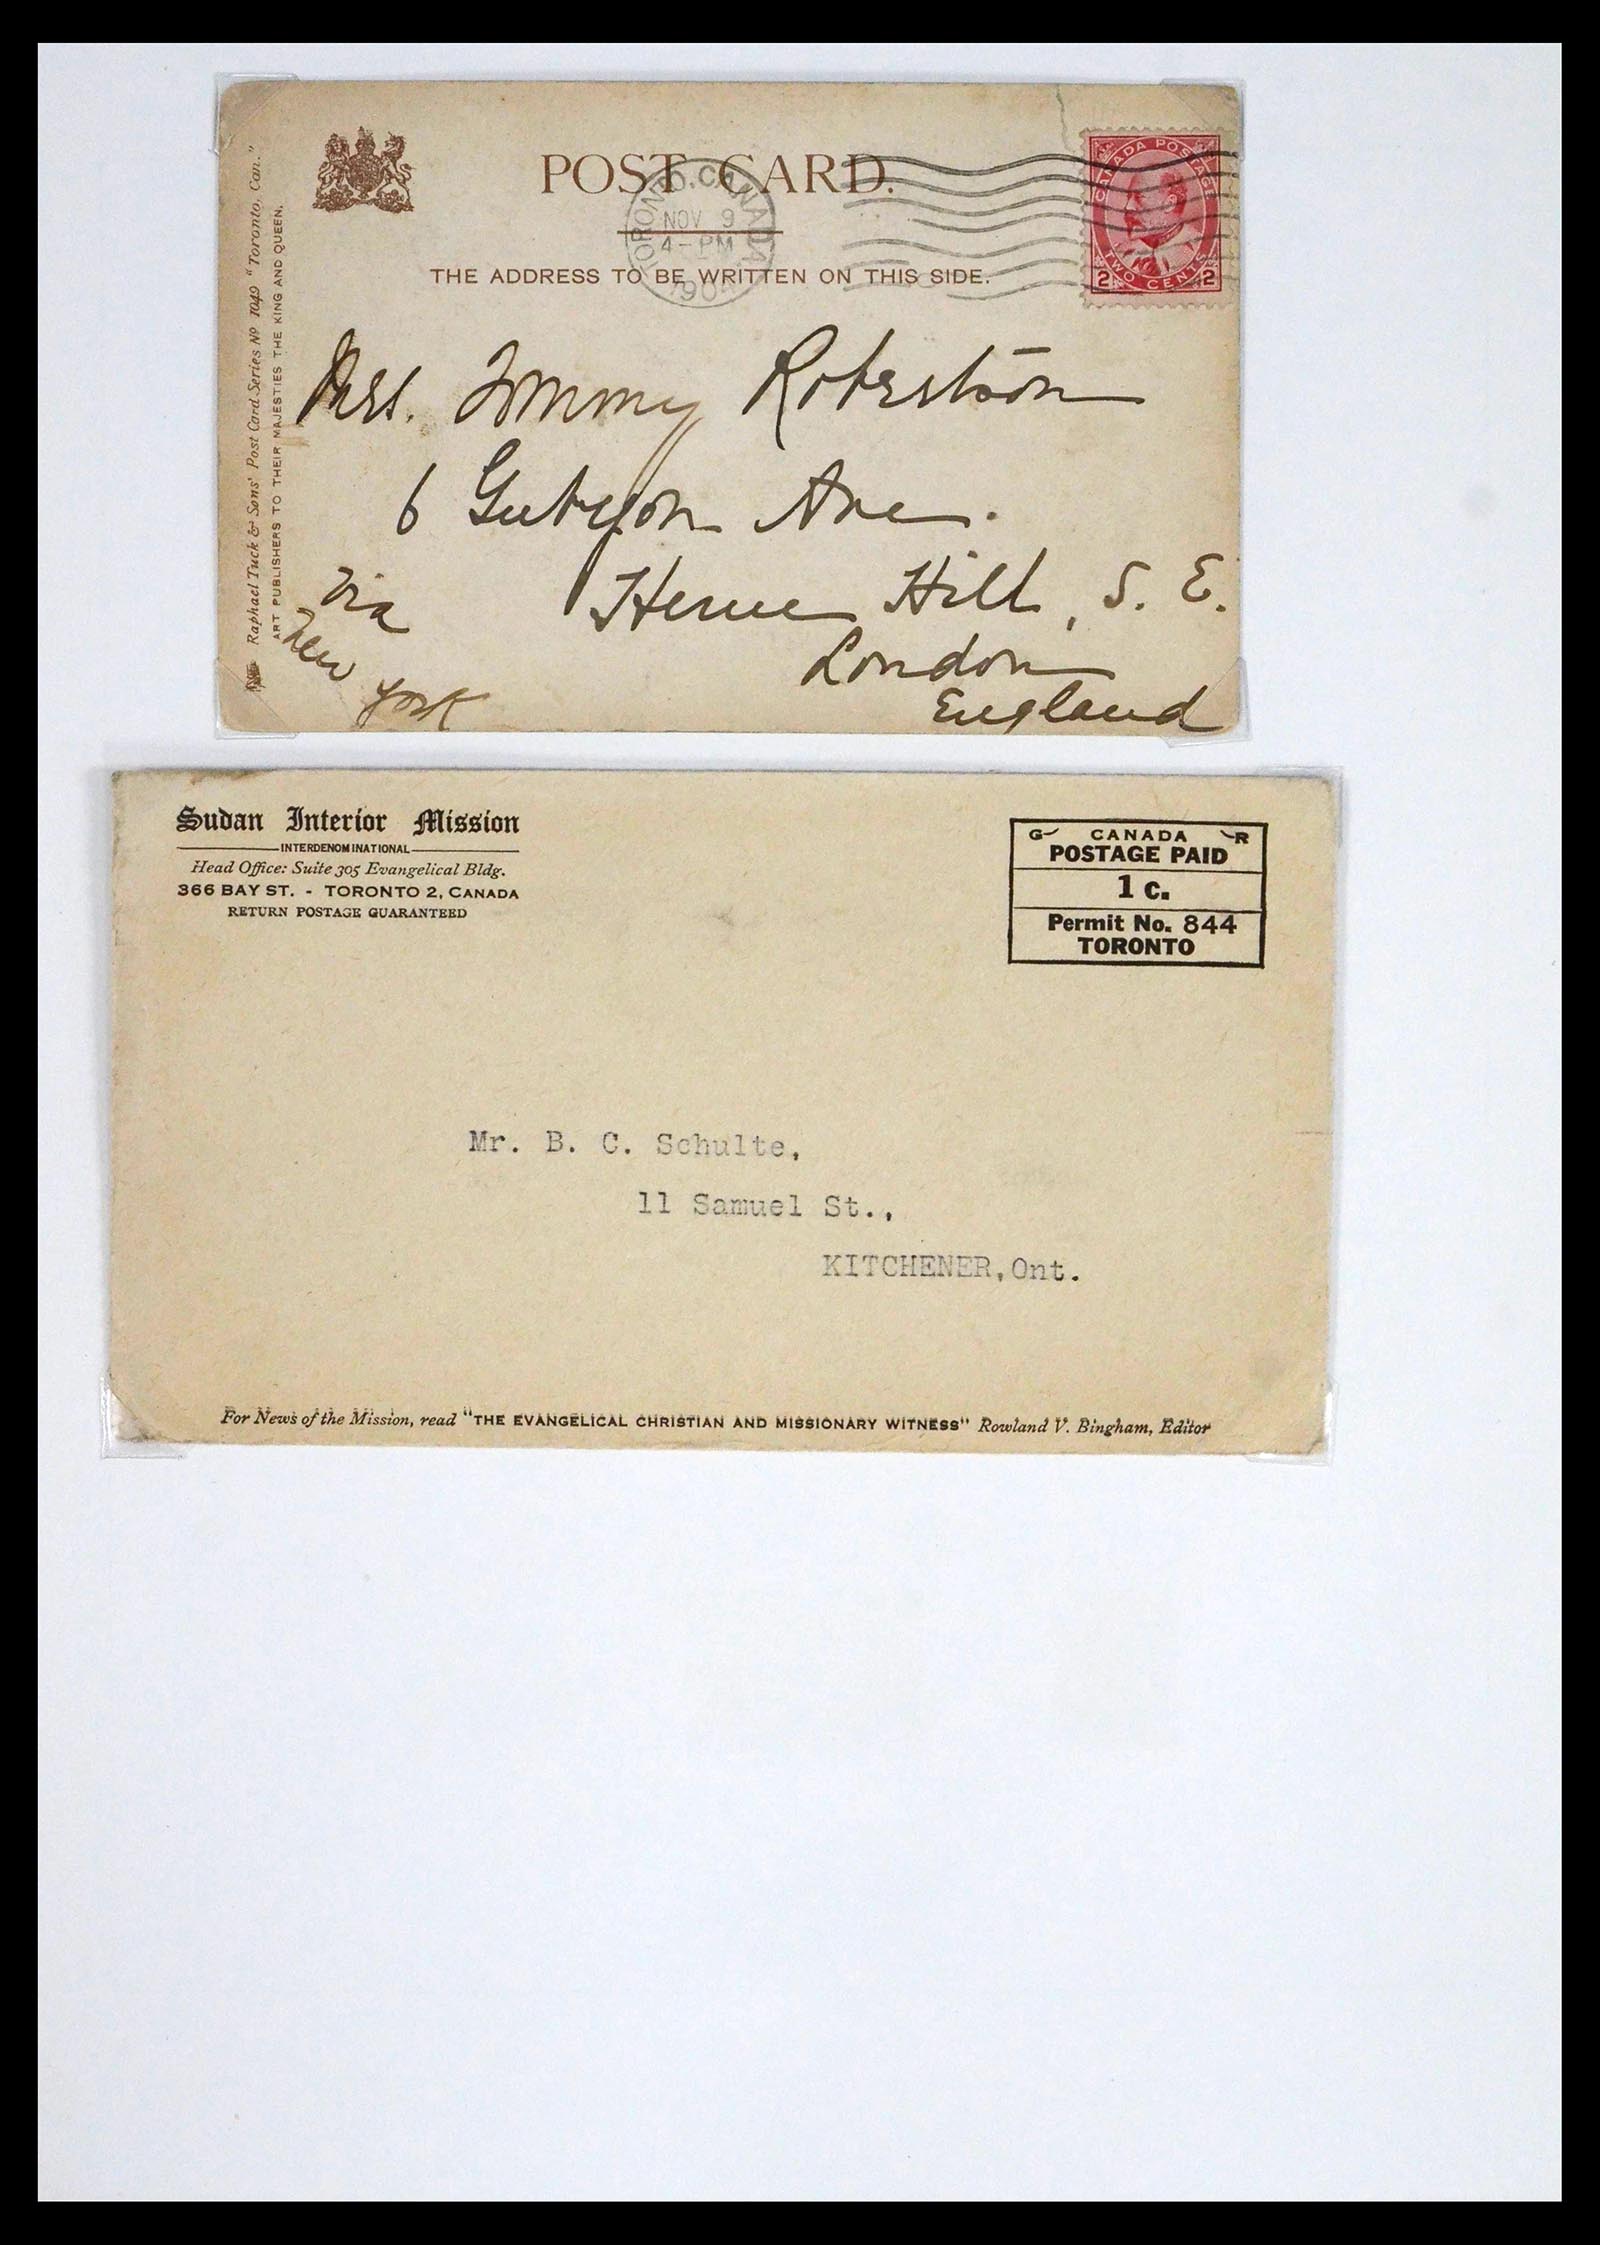 POST CARD.
TORONTO. CANADA.
NOV 9
4 - PM
CANADA POSTAGE
2 TWO CENTS 2
THE ADDRESS TO BE WRITTEN ON THIS SIDE.
Raphael Tuck & Sons' Post Card Series No 1049 "Toronto, Can."
ART PUBLISHERS TO THEIR MAJESTIES THE KING AND QUEEN.
Mrs. Tommy Robertson
6 Ave.
Herne Hill, S. E.
London
England
Via
New
York
Sudan Interior Mission
INTERDENOMINATIONAL
Head Office: Suite 305 Evangelical Bldg.
366 BAY ST. - TORONTO 2, CANADA
RETURN POSTAGE GUARANTEED
G CANADA R
POSTAGE PAID
1 c.
Permit No. 844
TORONTO
Mr. B. C. Schulte,
11 Samuel St.,
KITCHENER, Ont.
For News of the Mission, read "THE EVANGELICAL CHRISTIAN AND MISSIONARY WITNESS" Rowland V. Bingham, Editor